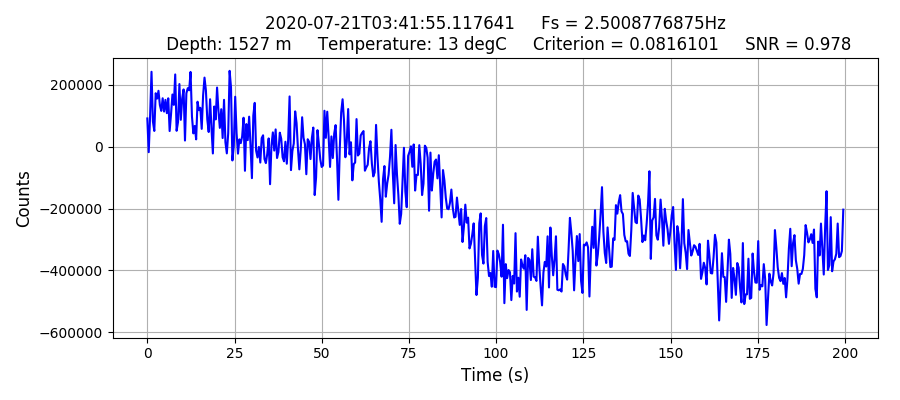 2020-07-21T03:41:55.117641 Fs = 2.5008776875Hz
Depth: 1527 m Temperature: 13 degC Criterion = 0.0816101 SNR = 0.978
200000
0
−200000
−400000
−600000
Counts
0 25 50 75 100 125 150 175 200
Time (s)